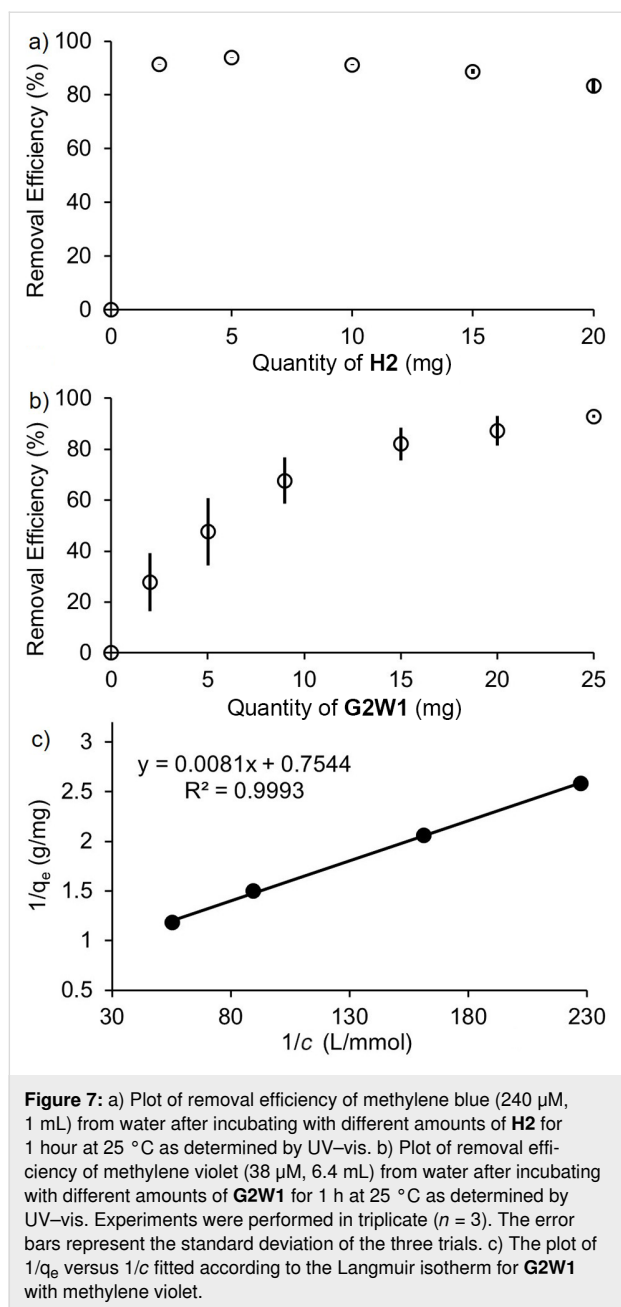 a)
Removal Efficiency (%)
100
80
60
40
20
0
0 5 10 15 20
Quantity of H2 (mg)
b)
Removal Efficiency (%)
100
80
60
40
20
0
0 5 10 15 20 25
Quantity of G2W1 (mg)
c)
1/qe (g/mg)
3
2.5
2
1.5
1
0.5
y = 0.0081x + 0.7544
R² = 0.9993
30 80 130 180 230
1/c (L/mmol)
Figure 7: a) Plot of removal efficiency of methylene blue (240 μM,
1 mL) from water after incubating with different amounts of H2 for
1 hour at 25 °C as determined by UV–vis. b) Plot of removal effi-
ciency of methylene violet (38 μM, 6.4 mL) from water after incubating
with different amounts of G2W1 for 1 h at 25 °C as determined by
UV–vis. Experiments were performed in triplicate (n = 3). The error
bars represent the standard deviation of the three trials. c) The plot of
1/qe versus 1/c fitted according to the Langmuir isotherm for G2W1
with methylene violet.